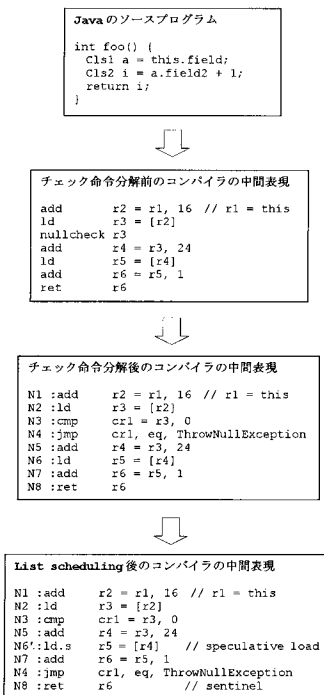 Javaのソースプログラム
int foo() {
Cls1 a = this.field;
Cls2 i = a.field2 + 1;
return i;
}
チェック命令分解前のコンパイラの中間表現
add r2 = r1, 16 // r1 = this
ld r3 = [r2]
nullcheck r3
add r4 = r3, 24
ld r5 = [r4]
add r6 = r5, 1
ret r6
チェック命令分解後のコンパイラの中間表現
N1 :add r2 = r1, 16 // r1 = this
N2 :ld r3 = [r2]
N3 :cmp cr1 = r3, 0
N4 :jmp cr1, eq, ThrowNullException
N5 :add r4 = r3, 24
N6 :ld r5 = [r4]
N7 :add r6 = r5, 1
N8 :ret r6
List scheduling後のコンパイラの中間表現
N1 :add r2 = r1, 16 // r1 = this
N2 :ld r3 = [r2]
N3 :cmp cr1 = r3, 0
N5 :add r4 = r3, 24
N6':ld.s r5 = [r4] // speculative load
N7 :add r6 = r5, 1
N4 :jmp cr1, eq, ThrowNullException
N8 :ret r6 // sentinel